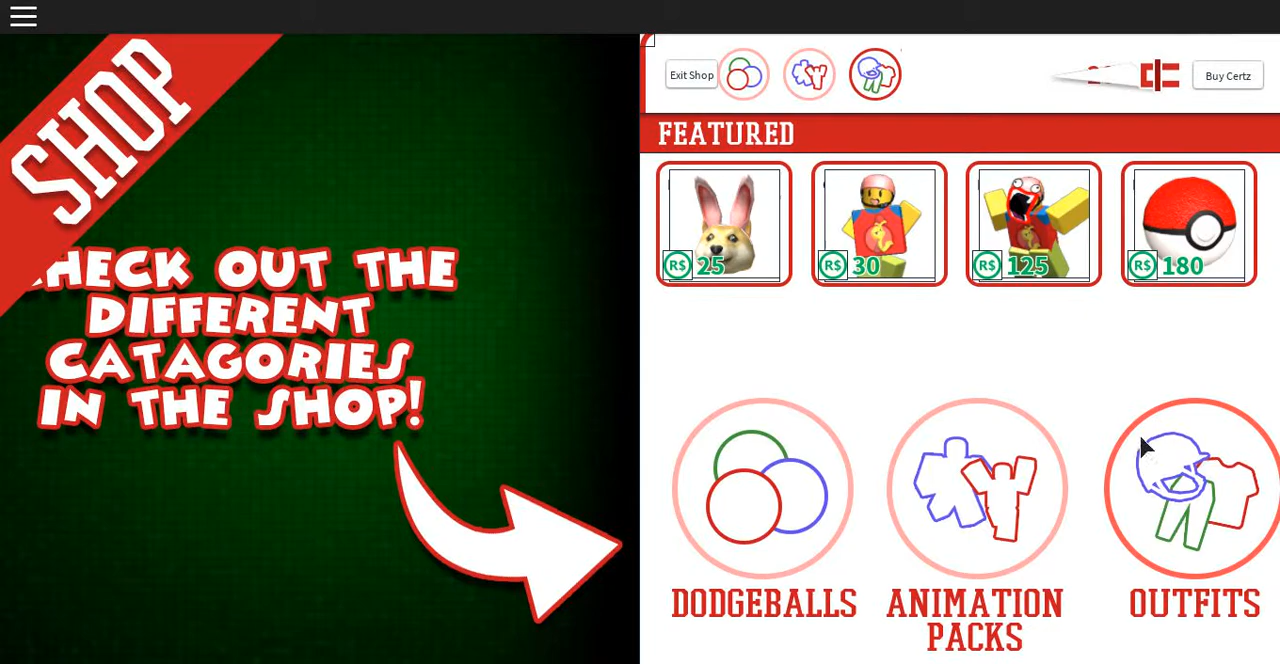 SHOP
CHECK OUT THE
DIFFERENT
CATAGORIES
IN THE SHOP!
Exit Shop
Buy Certz
FEATURED
R$ 25
R$ 30
R$ 125
R$ 180
DODGEBALLS
ANIMATION
PACKS
OUTFITS